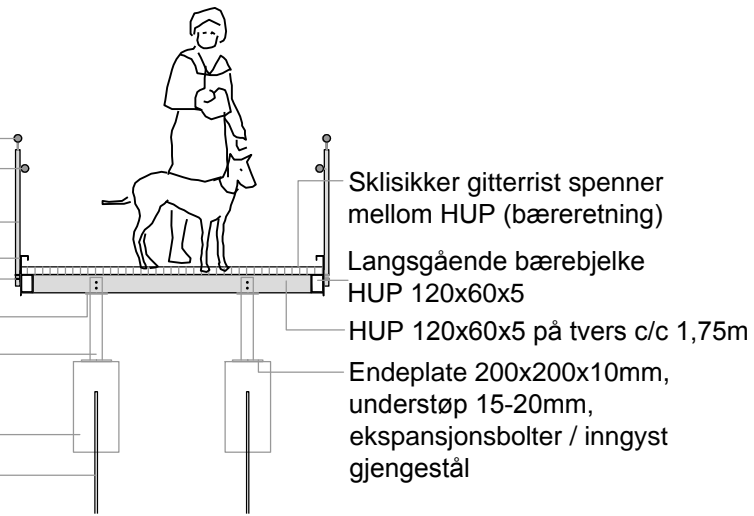 Sklisikker gitterrist spenner
mellom HUP (bæreretning)
Langsgående bærebjelke
HUP 120x60x5
HUP 120x60x5 på tvers c/c 1,75m
Endeplate 200x200x10mm,
understøp 15-20mm,
ekspansjonsbolter / inngyst
gjengestål